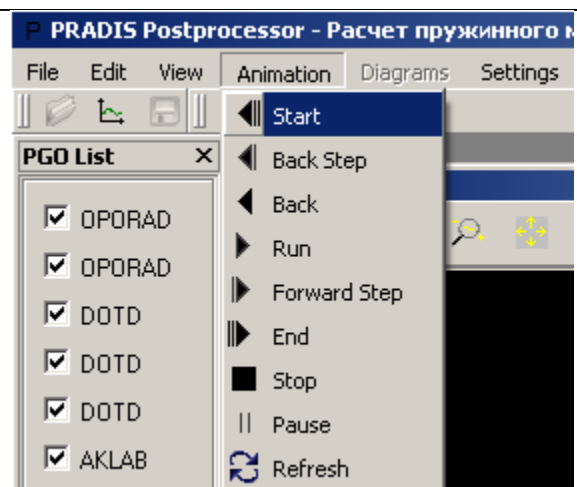 PRADIS Postprocessor - Расчет пружинного
File Edit View Animation Diagrams Settings
PGO List
Start
Back Step
Back
Run
Forward Step
End
Stop
Pause
Refresh
OPORAD
OPORAD
DOTD
DOTD
DOTD
AKLAB